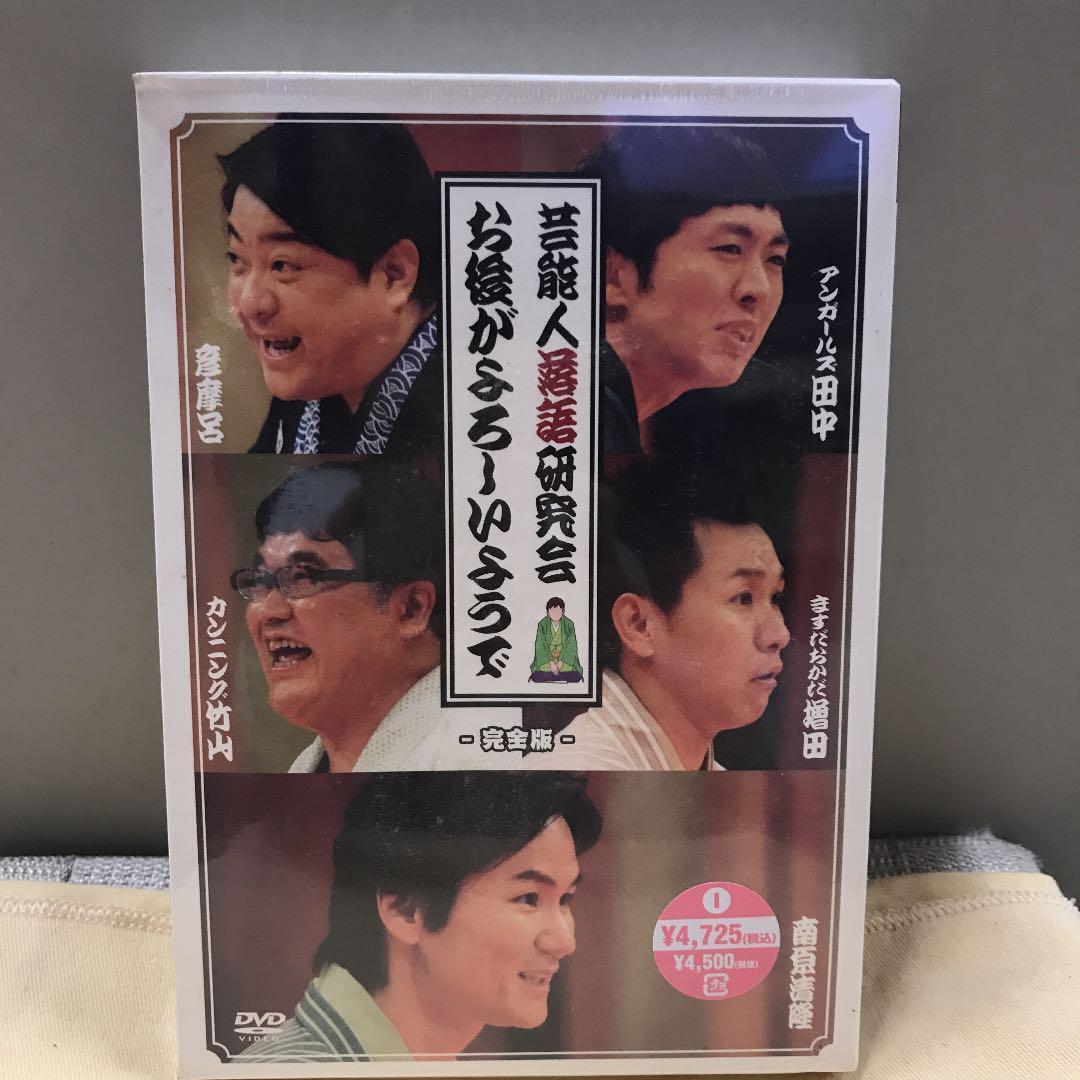 芸能人落語研究会
お後がよろーいようで
- 完全版 -
彦摩呂
アンガールズ田中
カンニング竹山
ますだおかだ増田
南原清隆
I
¥4,725(税込)
¥4,500(税抜)
プラ
DVD
VIDEO